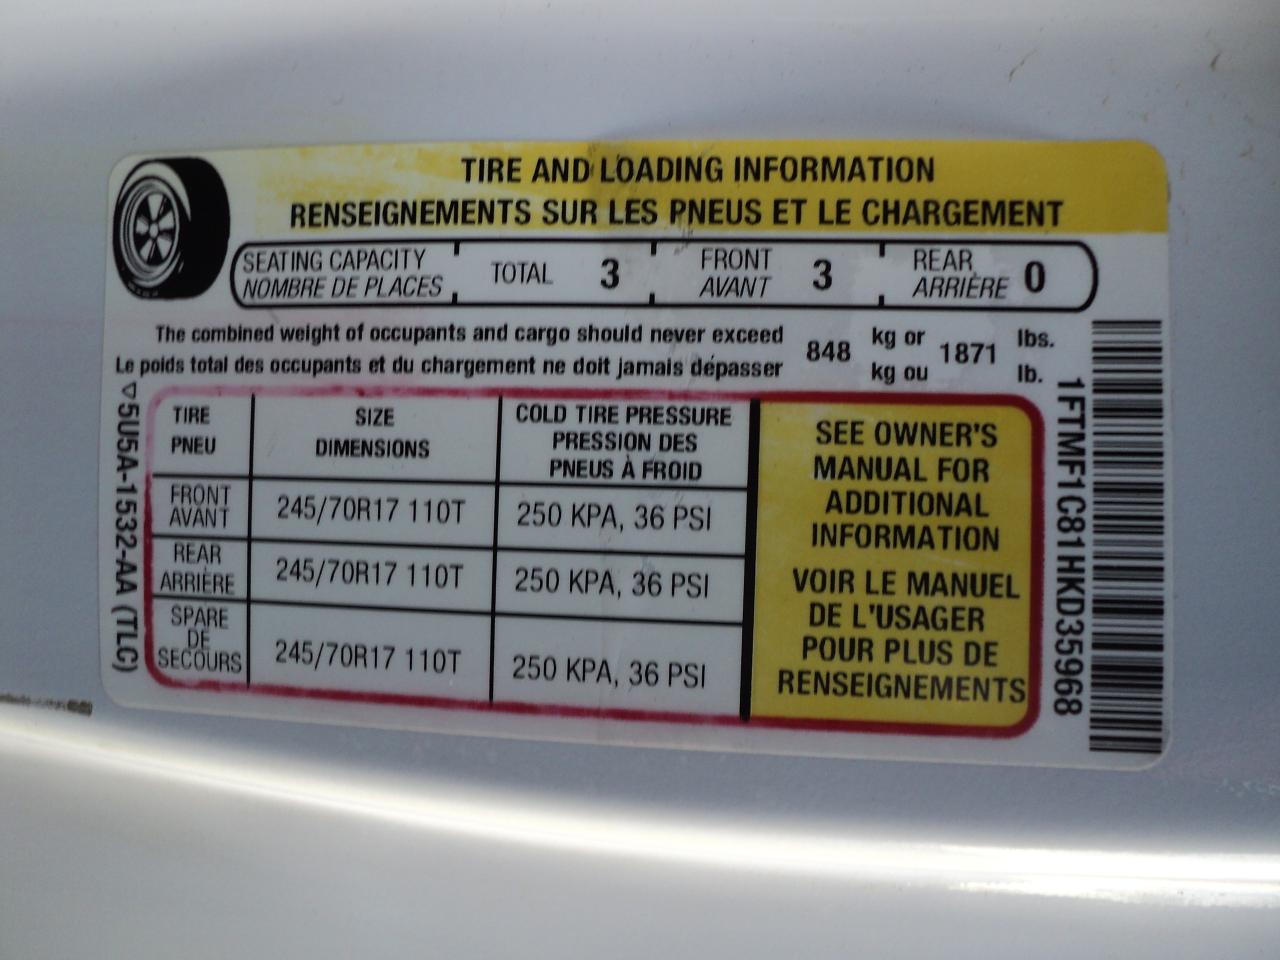 TIRE AND LOADING INFORMATION
RENSEIGNEMENTS SUR LES PNEUS ET LE CHARGEMENT
SEATING CAPACITY
NOMBRE DE PLACES
TOTAL 3
FRONT
AVANT
3
REAR
ARRIÈRE
0
The combined weight of occupants and cargo should never exceed
Le poids total des occupants et du chargement ne doit jamais dépasser
848
kg or
kg ou
1871
lbs.
lb.
TIRE
PNEU
SIZE
DIMENSIONS
COLD TIRE PRESSURE
PRESSION DES
PNEUS À FROID
FRONT
AVANT
245/70R17 110T
250 KPA, 36 PSI
REAR
ARRIÈRE
245/70R17 110T
250 KPA, 36 PSI
SPARE
DE
SECOURS
245/70R17 110T
250 KPA, 36 PSI
SEE OWNER'S
MANUAL FOR
ADDITIONAL
INFORMATION
VOIR LE MANUEL
DE L'USAGER
POUR PLUS DE
RENSEIGNEMENTS
5U5A-1532-AA (TLC)
1FTMF1C81HKD35968